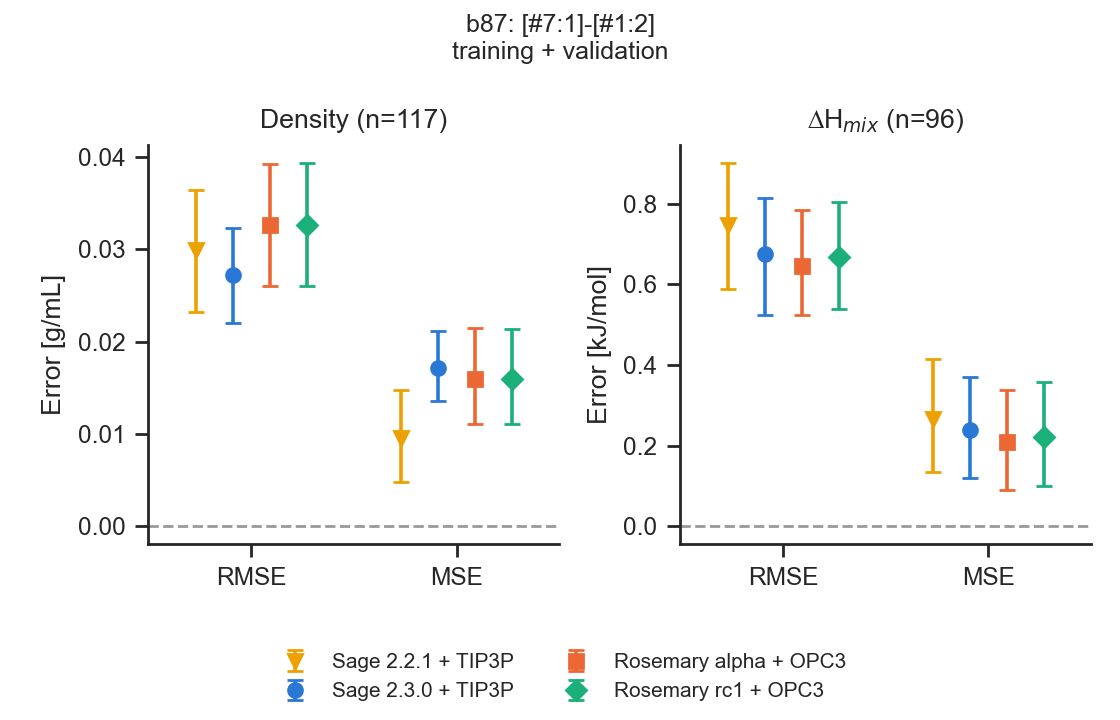 b87: [#7:1]-[#1:2]
training + validation
Density (n=117)
ΔH_mix (n=96)
Error [g/mL]
0.04
0.03
0.02
0.01
0.00
RMSE
MSE
Error [kJ/mol]
0.8
0.6
0.4
0.2
0.0
RMSE
MSE
Sage 2.2.1 + TIP3P
Sage 2.3.0 + TIP3P
Rosemary alpha + OPC3
Rosemary rc1 + OPC3